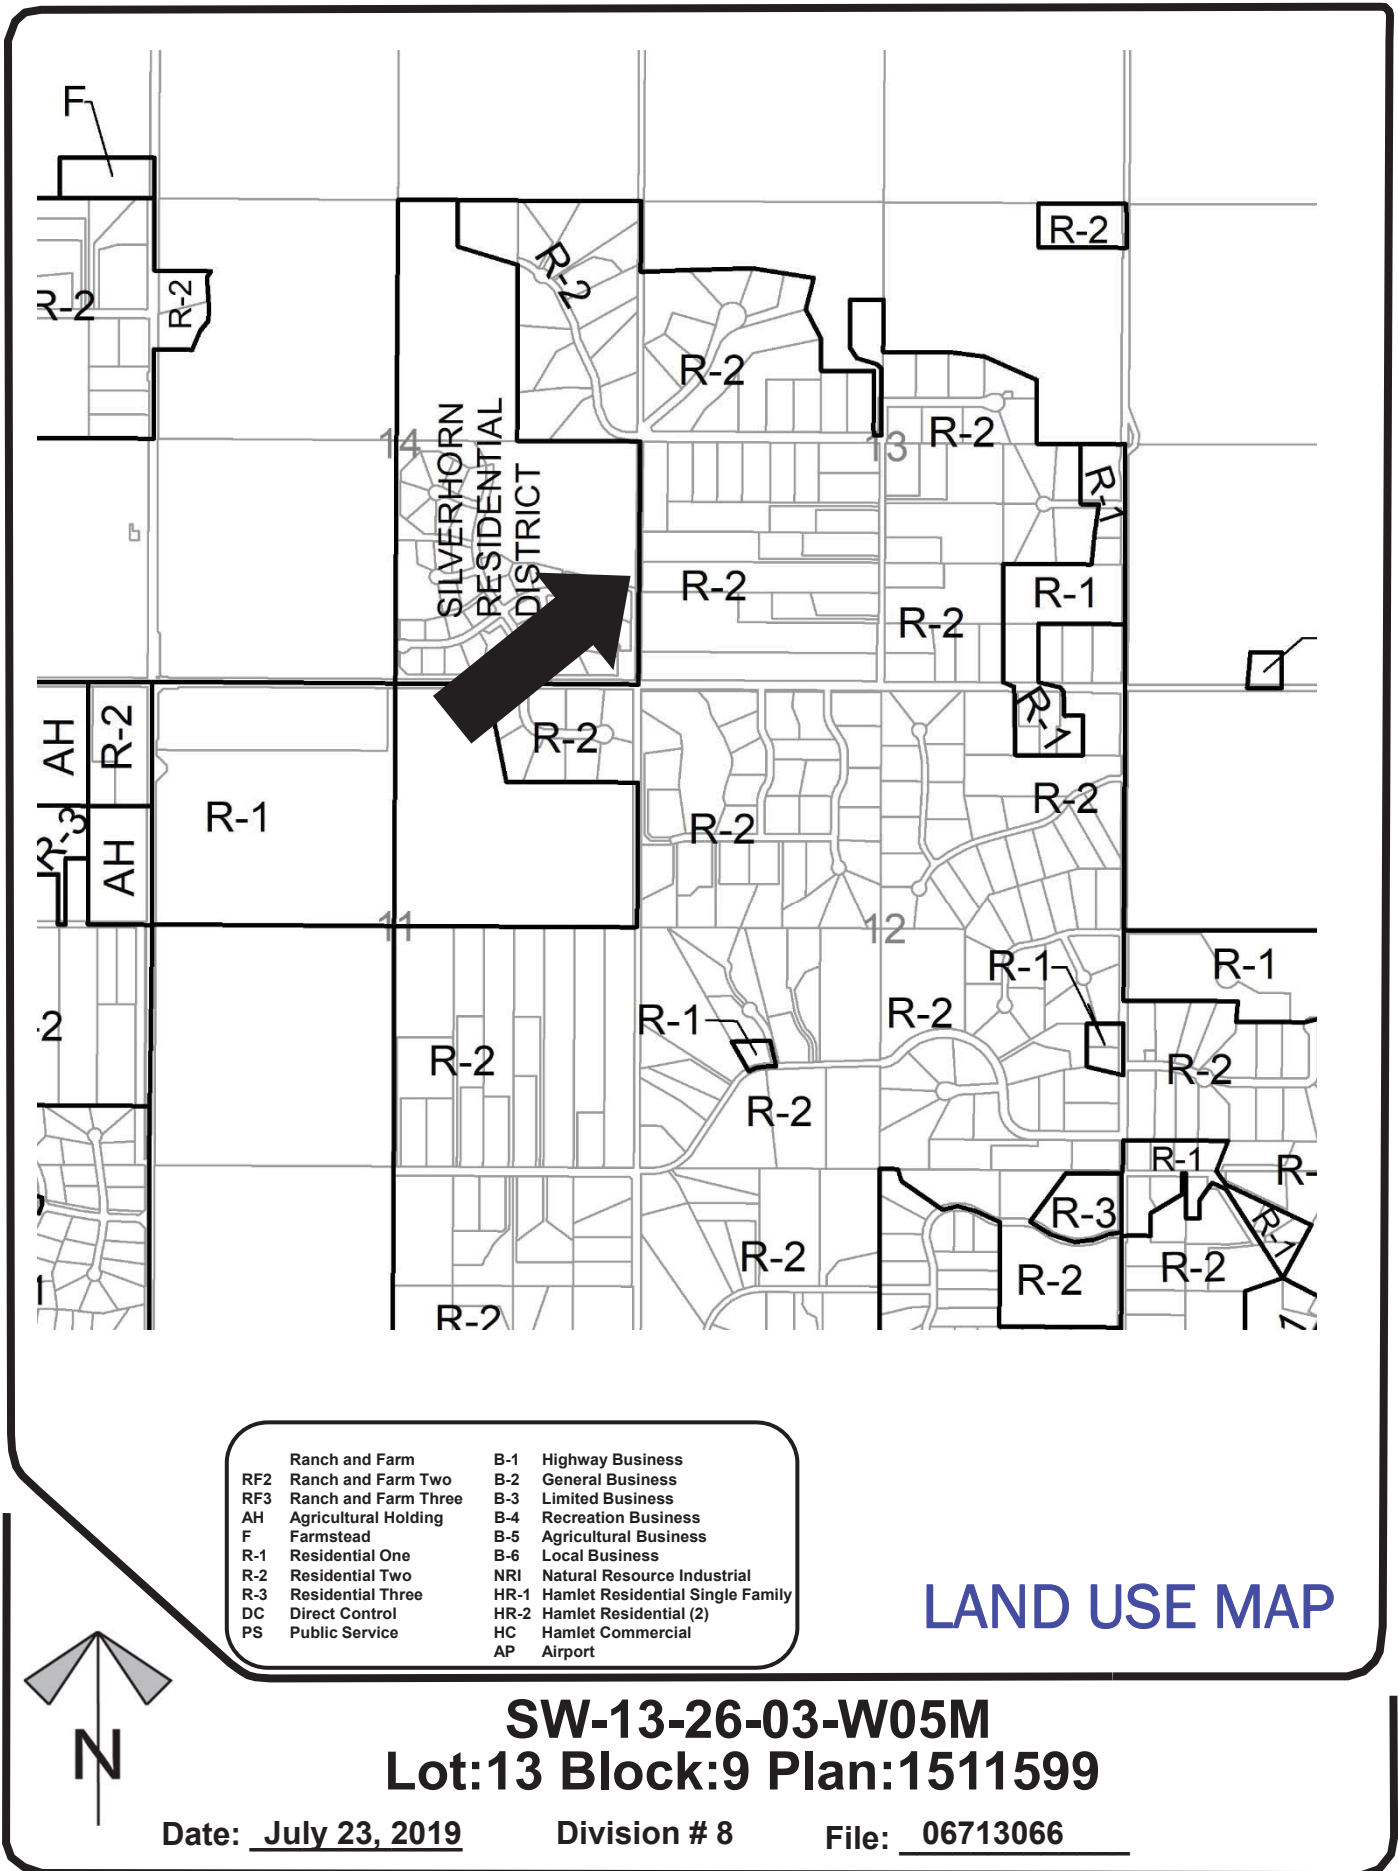 F
R-2
R-2
R-2
R-2
R-2
R-2
14
13
SILVERHORN
RESIDENTIAL
DISTRICT
R-1
R-2
R-2
R-1
AH
R-2
R-2
R-1
R-3
AH
R-1
R-2
R-2
11
12
R-1
R-1
-2
R-2
R-1
R-2
R-2
R-2
R-1
R-
R-3
R-1
R-2
R-2
R-2
R-2
Ranch and Farm
RF2 Ranch and Farm Two
RF3 Ranch and Farm Three
AH Agricultural Holding
F Farmstead
R-1 Residential One
R-2 Residential Two
R-3 Residential Three
DC Direct Control
PS Public Service
B-1 Highway Business
B-2 General Business
B-3 Limited Business
B-4 Recreation Business
B-5 Agricultural Business
B-6 Local Business
NRI Natural Resource Industrial
HR-1 Hamlet Residential Single Family
HR-2 Hamlet Residential (2)
HC Hamlet Commercial
AP Airport
LAND USE MAP
N
SW-13-26-03-W05M
Lot:13 Block:9 Plan:1511599
Date: July 23, 2019 Division # 8 File: 06713066